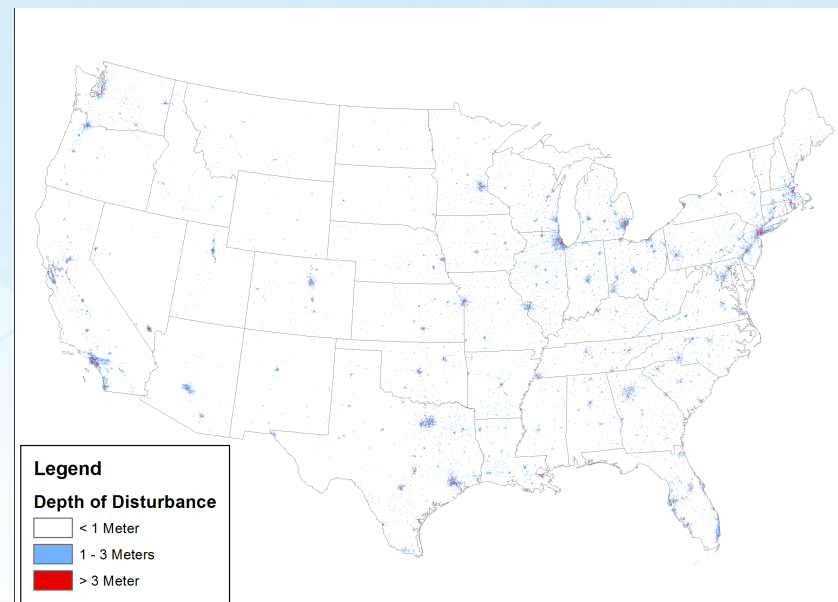 Legend
Depth of Disturbance
< 1 Meter
1 - 3 Meters
> 3 Meter